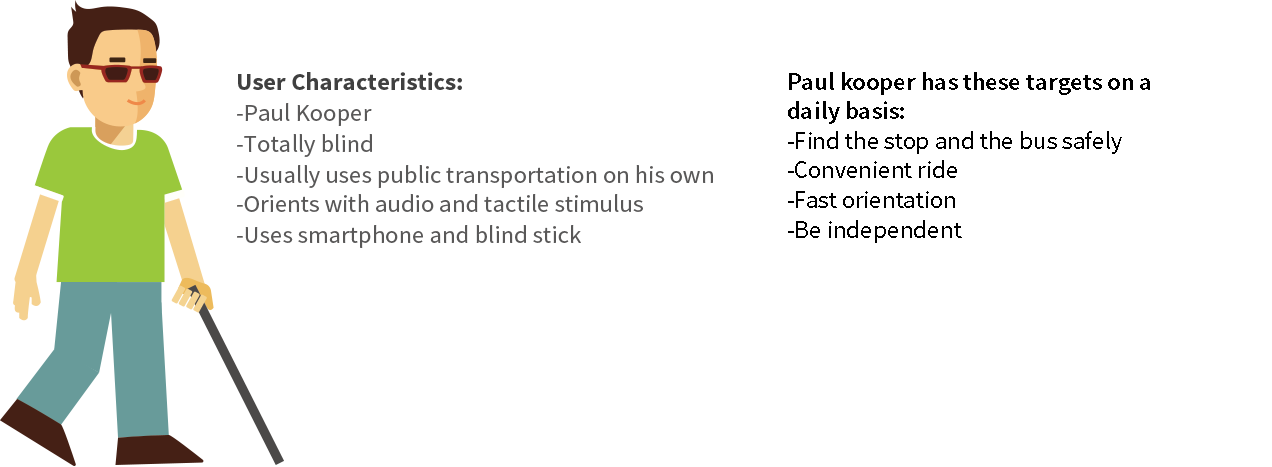 User Characteristics:
-Paul Kooper
-Totally blind
-Usually uses public transportation on his own
-Orients with audio and tactile stimulus
-Uses smartphone and blind stick
Paul kooper has these targets on a
daily basis:
-Find the stop and the bus safely
-Convenient ride
-Fast orientation
-Be independent